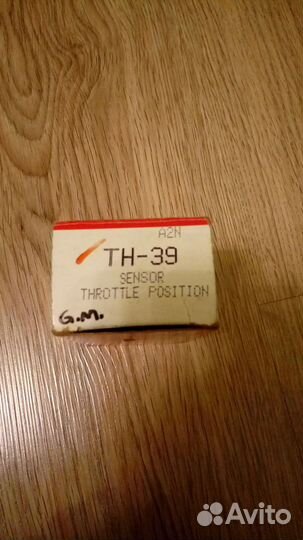 A2N
TH-39
SENSOR
THROTTLE POSITION
G.M.
Avito